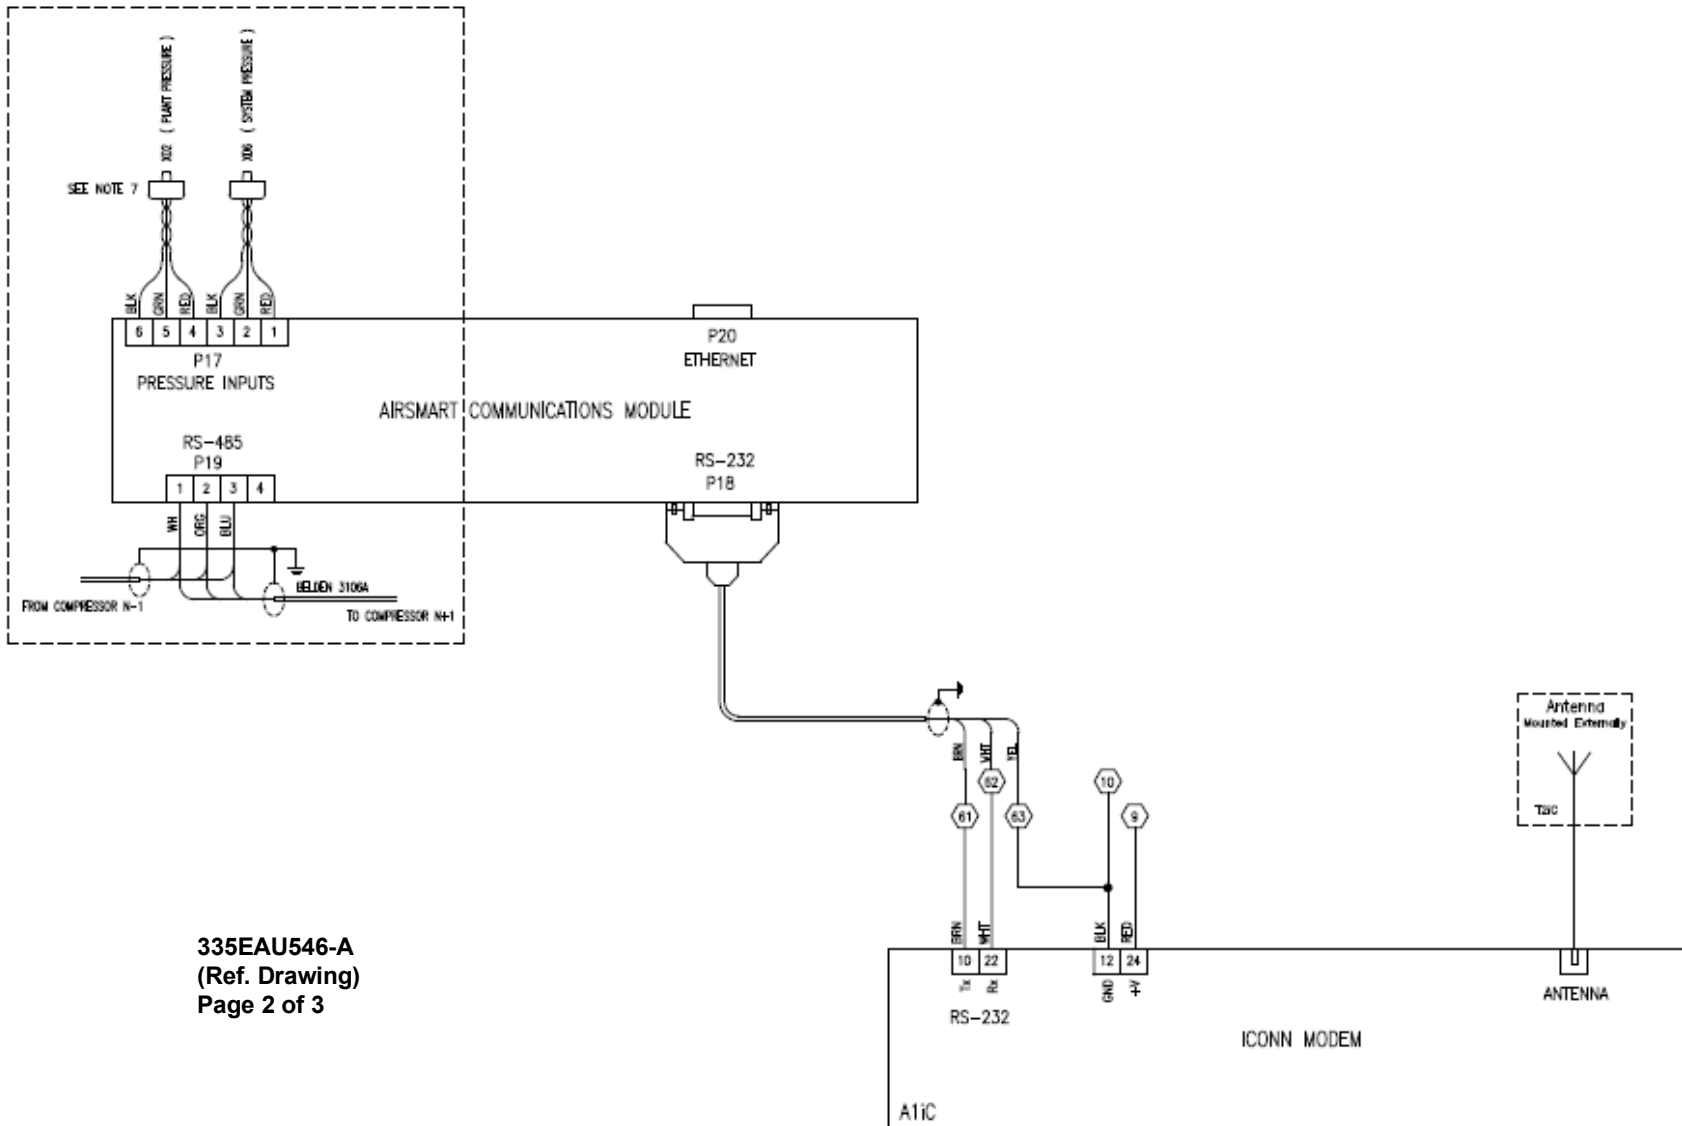 XD2 ( PLANT PRESSURE )
XD6 ( SYSTEM PRESSURE )
SEE NOTE 7
BLK GRN RED BLK GRN RED
6 5 4 3 2 1
P17
PRESSURE INPUTS
P20
ETHERNET
AIRSMART COMMUNICATIONS MODULE
RS-485
P19
1 2 3 4
WH ORG BLU
RS-232
P18
BELDEN 3106A
FROM COMPRESSOR N-1
TO COMPRESSOR N+1
BRN WHT YEL
62 10
61 63 9
Antenna
Mounted Externally
T2iC
BRN WHT BLK RED
10 22 12 24
Tx Rx GND +V
RS-232
ANTENNA
ICONN MODEM
A1iC
335EAU546-A
(Ref. Drawing)
Page 2 of 3